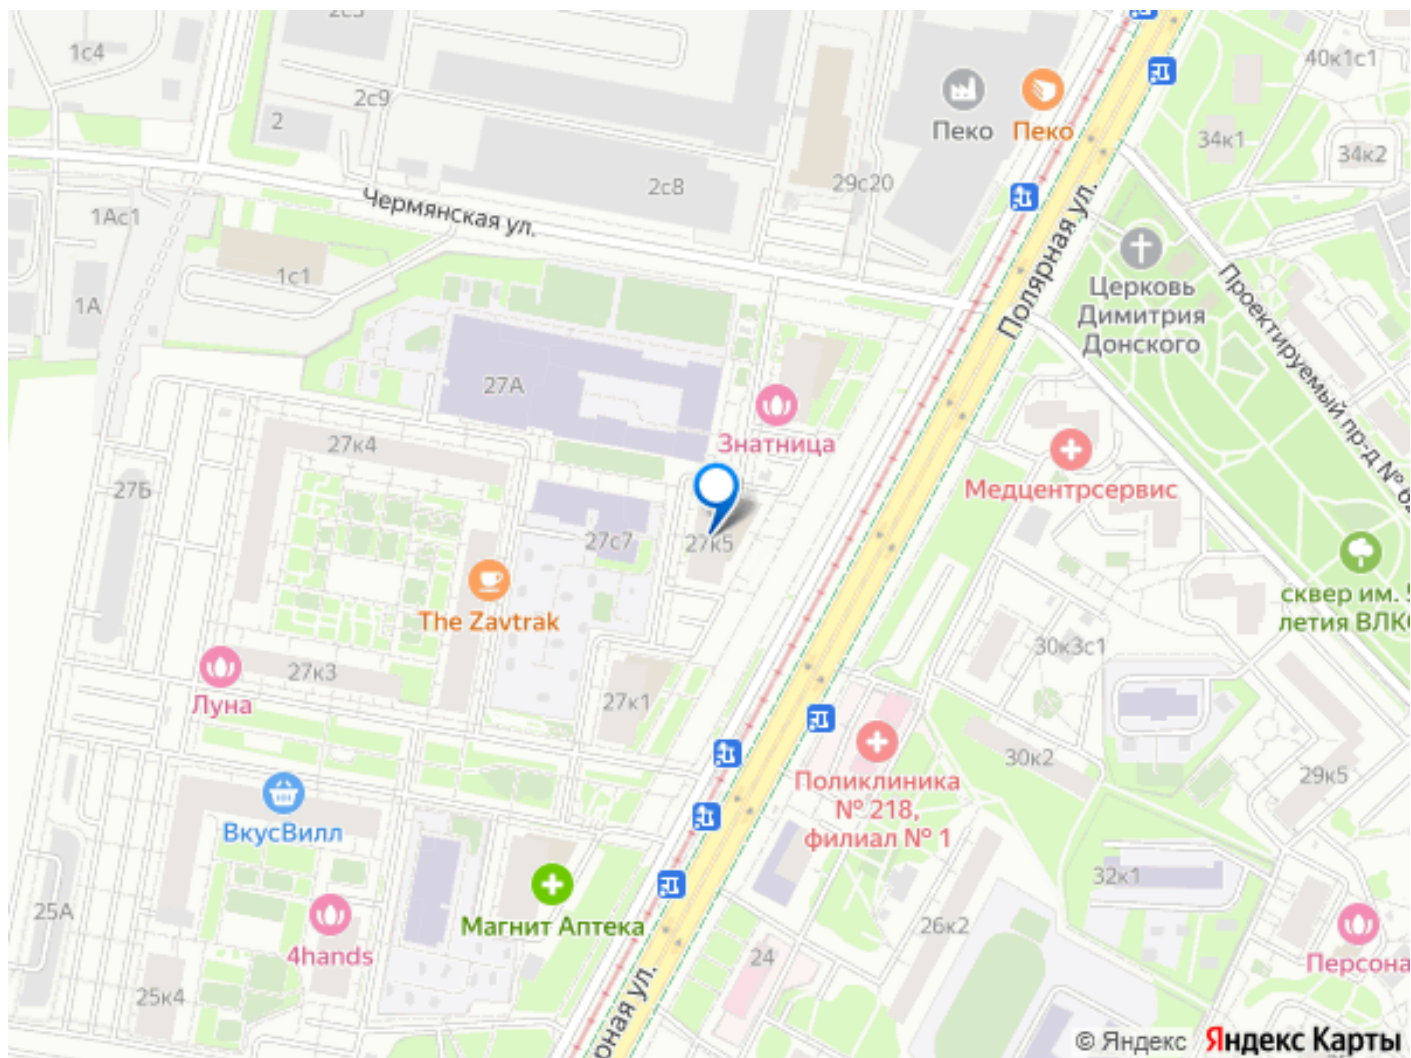 1с4
2с9
2
2с8
29с20
Пеко
Пеко
40к1с1
34к1
34к2
Чермянская ул.
1Ас1
1с1
1А
Полярная ул.
Церковь
Димитрия
Донского
Проектируемый пр-д №
27А
Знатница
27к4
Медцентрсервис
27Б
27с7
27к5
The Zavtrak
сквер им.
летия ВЛК
30к3с1
27к3
Луна
27к1
30к2
29к5
Поликлиника
№ 218,
филиал № 1
ВкусВилл
32к1
25А
Магнит Аптека
26к2
4hands
24
Персона
25к4
рная ул.
© Яндекс Яндекс Карты